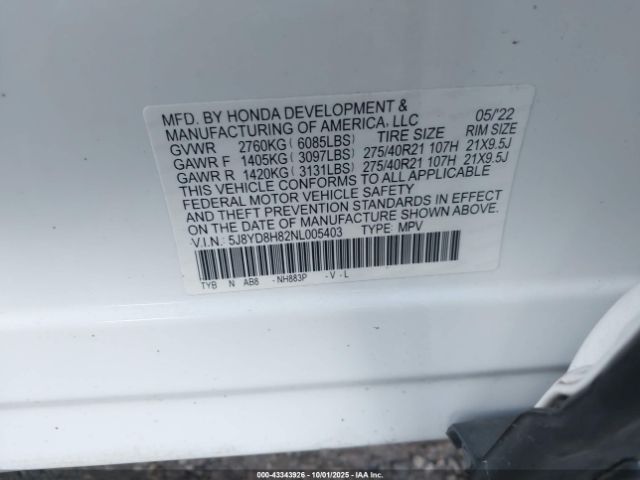 MFD. BY HONDA DEVELOPMENT &
MANUFACTURING OF AMERICA, LLC 05/'22
GVWR 2760KG ( 6085LBS) TIRE SIZE RIM SIZE
GAWR F 1405KG ( 3097LBS) 275/40R21 107H 21X9.5J
GAWR R 1420KG ( 3131LBS) 275/40R21 107H 21X9.5J
THIS VEHICLE CONFORMS TO ALL APPLICABLE
FEDERAL MOTOR VEHICLE SAFETY
AND THEFT PREVENTION STANDARDS IN EFFECT
ON THE DATE OF MANUFACTURE SHOWN ABOVE.
V.I.N.: 5J8YD8H82NL005403 TYPE: MPV
TYB N AB8 -NH883P -V-L
000-43343926 | 10/01/2025 | IAA Inc.